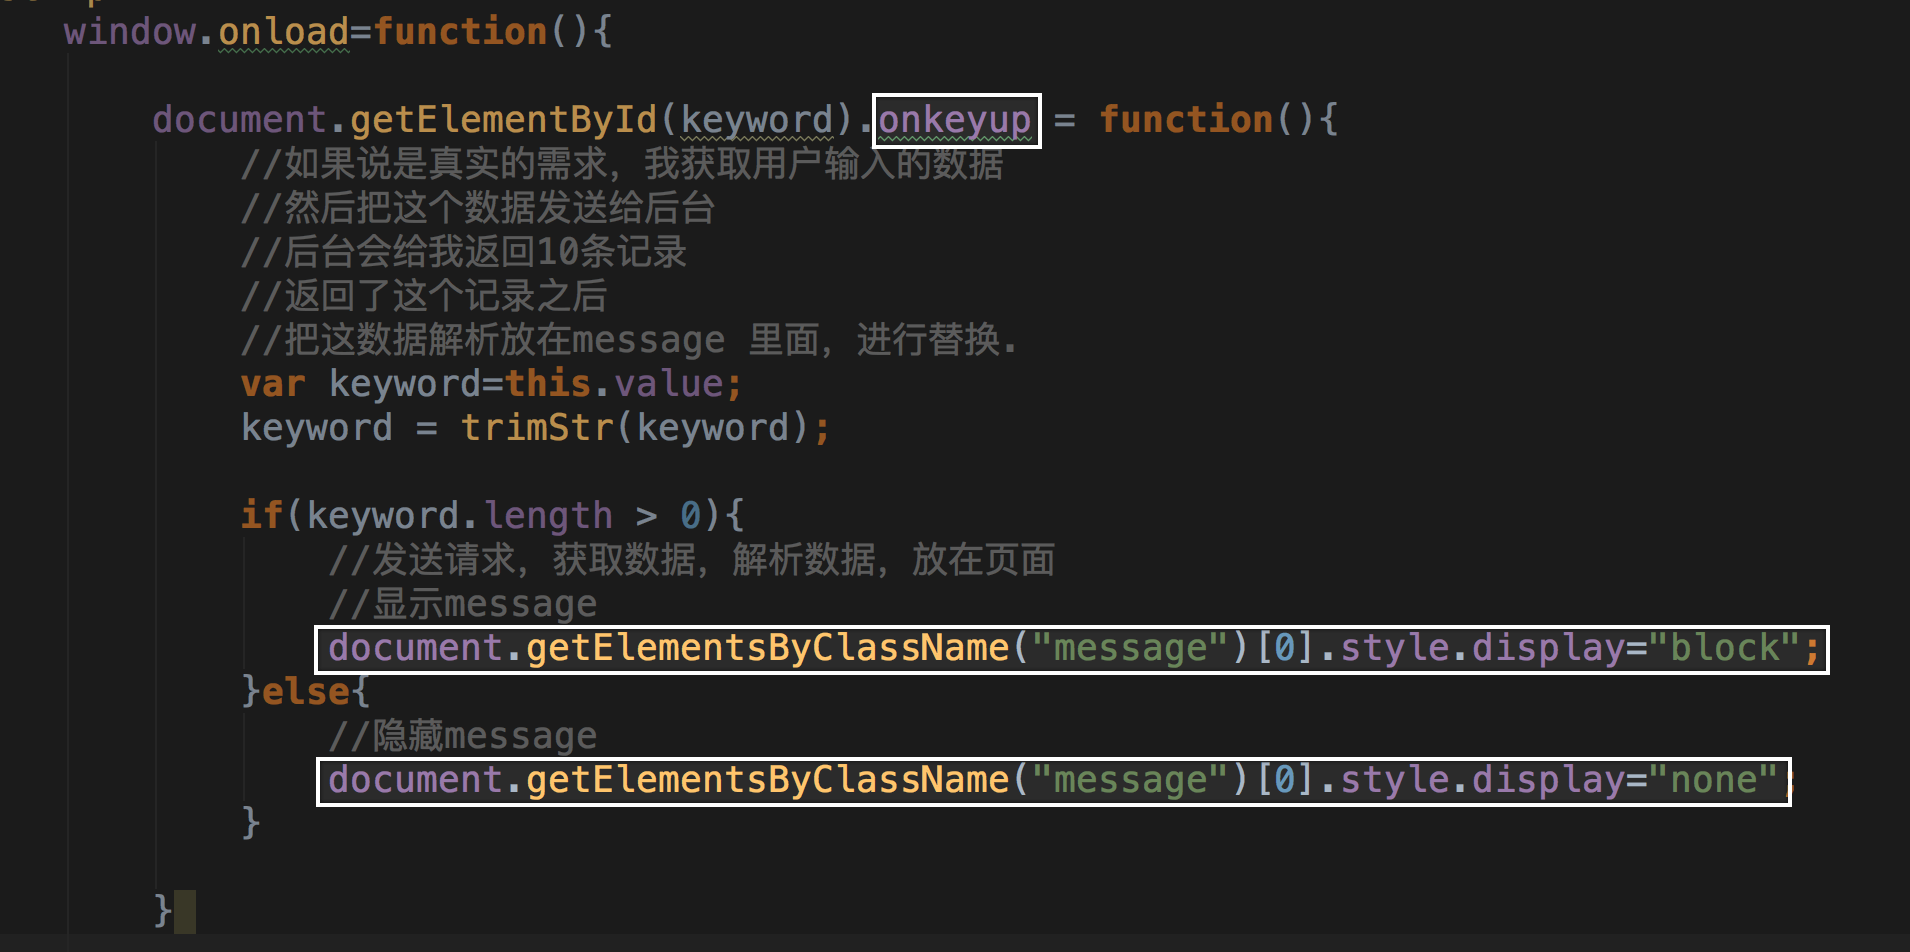 window.onload=function(){
document.getElementById(keyword).onkeyup = function(){
//如果说是真实的需求，我获取用户输入的数据
//然后把这个数据发送给后台
//后台会给我返回10条记录
//返回了这个记录之后
//把这数据解析放在message 里面，进行替换.
var keyword=this.value;
keyword = trimStr(keyword);
if(keyword.length > 0){
//发送请求，获取数据，解析数据，放在页面
//显示message
document.getElementsByClassName("message")[0].style.display="block";
}else{
//隐藏message
document.getElementsByClassName("message")[0].style.display="none";
}
}